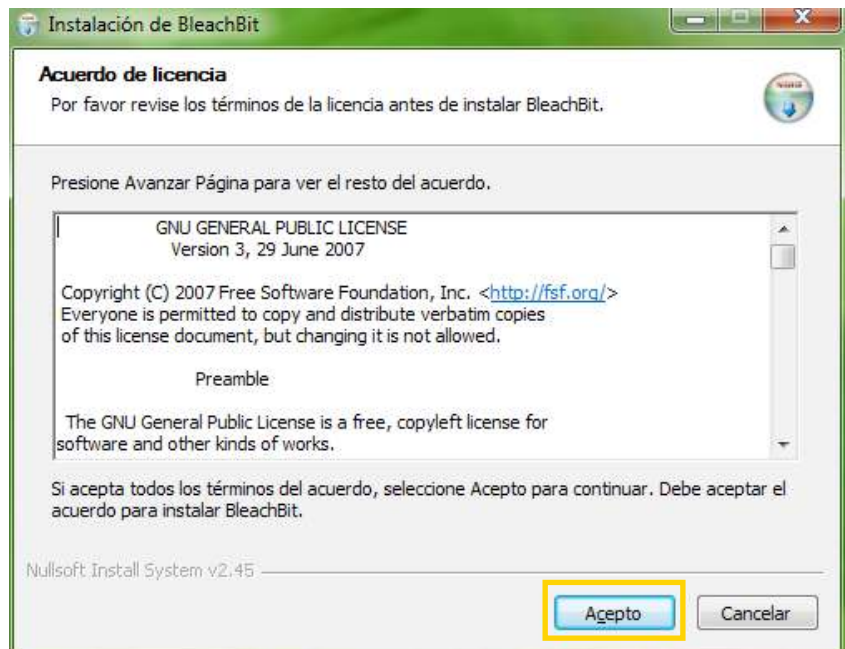 Instalación de BleachBit
Acuerdo de licencia
Por favor revise los términos de la licencia antes de instalar BleachBit.
Presione Avanzar Página para ver el resto del acuerdo.
GNU GENERAL PUBLIC LICENSE
Version 3, 29 June 2007
Copyright (C) 2007 Free Software Foundation, Inc. <http://fsf.org/>
Everyone is permitted to copy and distribute verbatim copies
of this license document, but changing it is not allowed.
Preamble
The GNU General Public License is a free, copyleft license for
software and other kinds of works.
Si acepta todos los términos del acuerdo, seleccione Acepto para continuar. Debe aceptar el
acuerdo para instalar BleachBit.
Nullsoft Install System v2.45
Acepto Cancelar